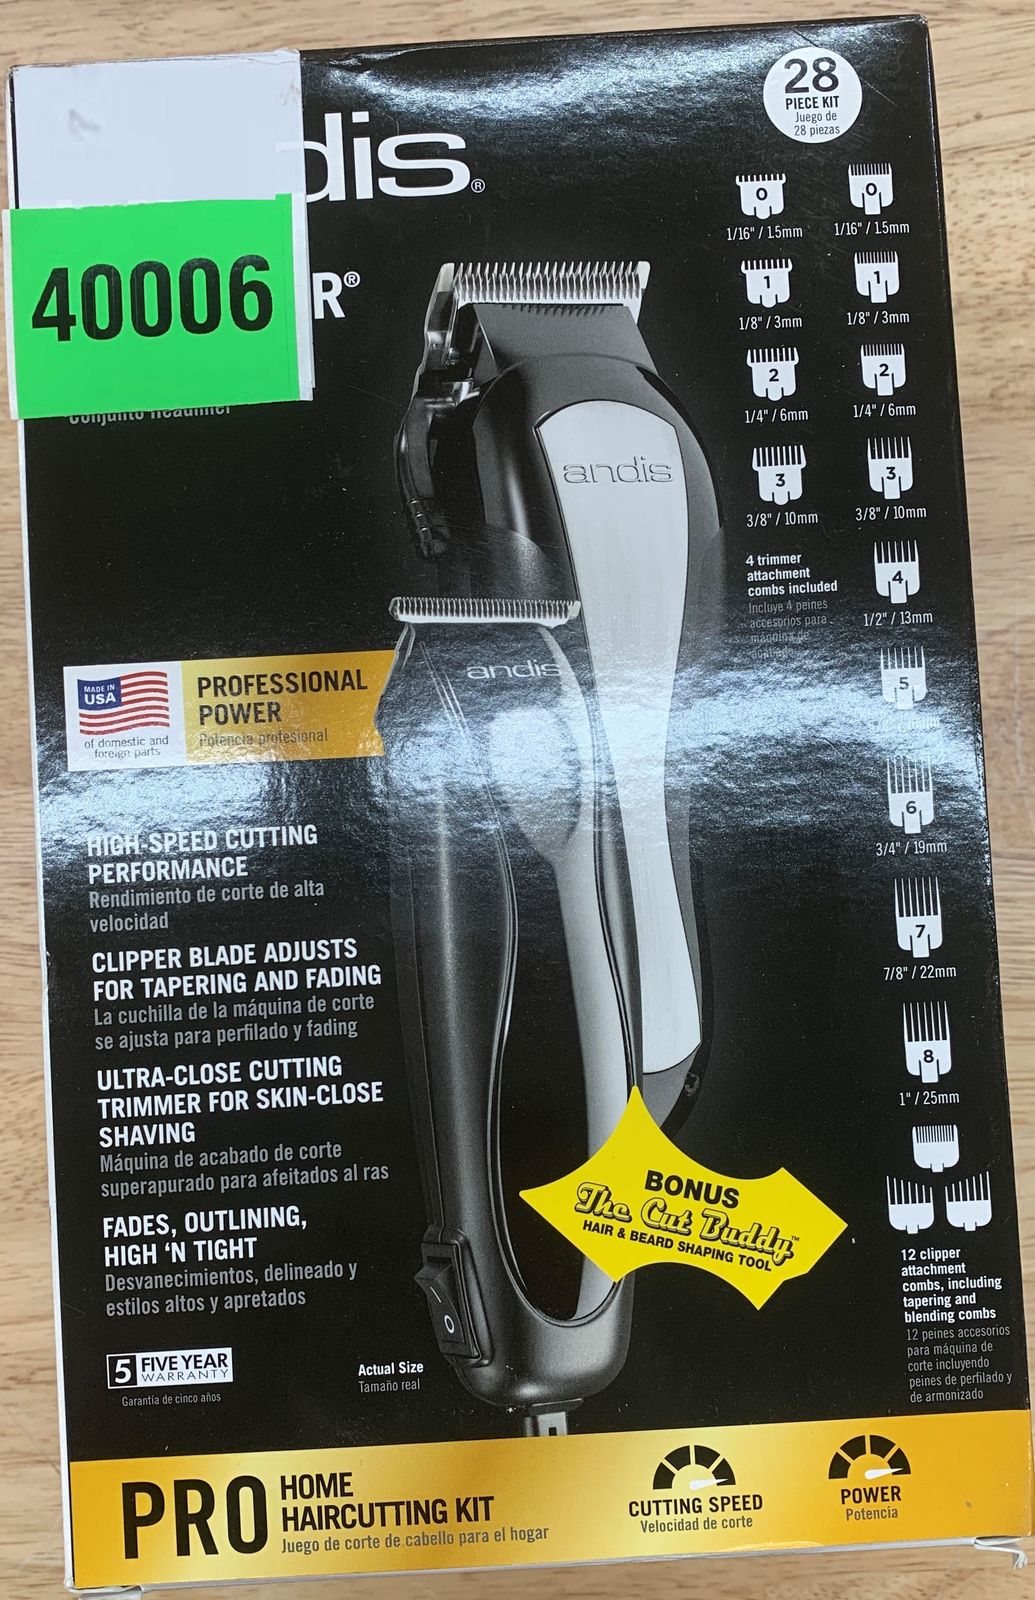 28
PIECE KIT
Juego de
28 piezas
40006
R®
0
1/16" / 1.5mm
0
1/16" / 1.5mm
1
1/8" / 3mm
1
1/8" / 3mm
2
1/4" / 6mm
2
1/4" / 6mm
3
3/8" / 10mm
3
3/8" / 10mm
4 trimmer
attachment
combs included
Incluye 4 peines
accesorios para
máquina de
4
1/2" / 13mm
5
6
3/4" / 19mm
7
7/8" / 22mm
8
1" / 25mm
12 clipper
attachment
combs, including
tapering and
blending combs
12 peines accesorios
para máquina de
corte incluyendo
peines de perfilado y
de armonizado
andis
andis
MADE IN
USA
of domestic and
foreign parts
PROFESSIONAL
POWER
Potencia profesional
HIGH-SPEED CUTTING
PERFORMANCE
Rendimiento de corte de alta
velocidad
CLIPPER BLADE ADJUSTS
FOR TAPERING AND FADING
La cuchilla de la máquina de corte
se ajusta para perfilado y fading
ULTRA-CLOSE CUTTING
TRIMMER FOR SKIN-CLOSE
SHAVING
Máquina de acabado de corte
superapurado para afeitados al ras
FADES, OUTLINING,
HIGH 'N TIGHT
Desvanecimientos, delineado y
estilos altos y apretados
BONUS
The Cut Buddy™
HAIR & BEARD SHAPING TOOL
5 FIVE YEAR
WARRANTY
Garantía de cinco años
Actual Size
Tamaño real
PRO HOME
HAIRCUTTING KIT
Juego de corte de cabello para el hogar
CUTTING SPEED
Velocidad de corte
POWER
Potencia